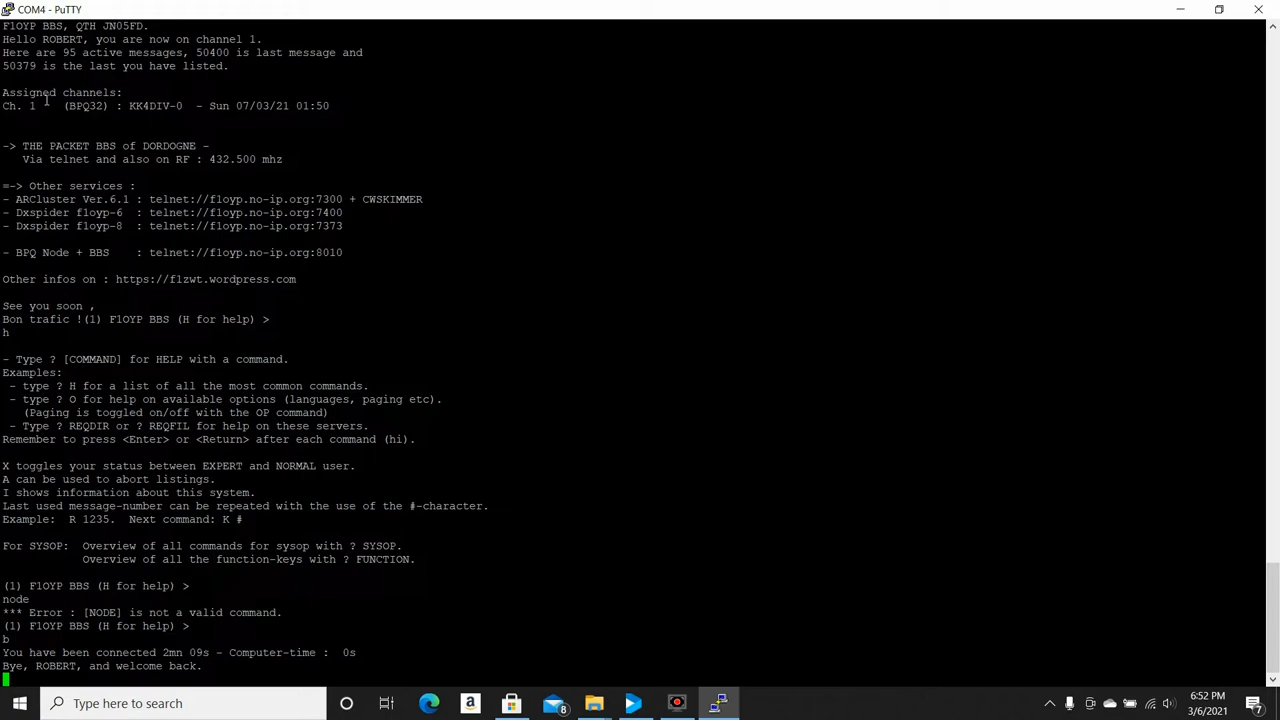 COM4 - PuTTY
F1OYP BBS, QTH JN05FD.
Hello ROBERT, you are now on channel 1.
Here are 95 active messages, 50400 is last message and
50379 is the last you have listed.
Assigned channels:
Ch. 1    (BPQ32) : KK4DIV-0  - Sun 07/03/21 01:50
-> THE PACKET BBS of DORDOGNE -
Via telnet and also on RF : 432.500 mhz
=-> Other services :
- ARCluster Ver.6.1 : telnet://f1oyp.no-ip.org:7300 + CWSKIMMER
- Dxspider f1oyp-6  : telnet://f1oyp.no-ip.org:7400
- Dxspider f1oyp-8  : telnet://f1oyp.no-ip.org:7373
- BPQ Node + BBS    : telnet://f1oyp.no-ip.org:8010
Other infos on : https://f1zwt.wordpress.com
See you soon ,
Bon trafic !(1) F1OYP BBS (H for help) >
h
- Type ? [COMMAND] for HELP with a command.
Examples:
- type ? H for a list of all the most common commands.
- type ? O for help on available options (languages, paging etc).
(Paging is toggled on/off with the OP command)
- Type ? REQDIR or ? REQFIL for help on these servers.
Remember to press <Enter> or <Return> after each command (hi).
X toggles your status between EXPERT and NORMAL user.
A can be used to abort listings.
I shows information about this system.
Last used message-number can be repeated with the use of the #-character.
Example:  R 1235.  Next command: K #
For SYSOP:  Overview of all commands for sysop with ? SYSOP.
Overview of all the function-keys with ? FUNCTION.
(1) F1OYP BBS (H for help) >
node
*** Error : [NODE] is not a valid command.
(1) F1OYP BBS (H for help) >
b
You have been connected 2mn 09s - Computer-time :  0s
Bye, ROBERT, and welcome back.
Type here to search
8
6:52 PM
3/6/2021
7